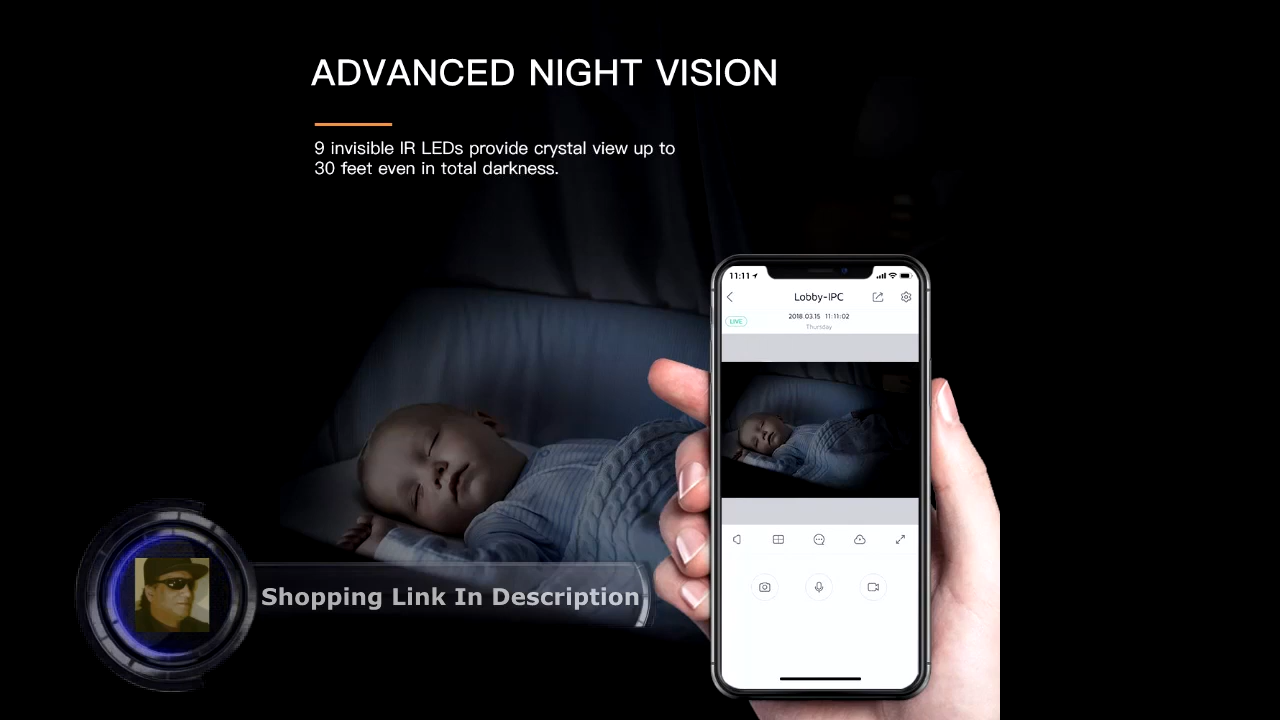 ADVANCED NIGHT VISION
9 invisible IR LEDs provide crystal view up to
30 feet even in total darkness.
11:11
Lobby-IPC
LIVE
2018.03.15 11:11:02
Thursday
Shopping Link In Description